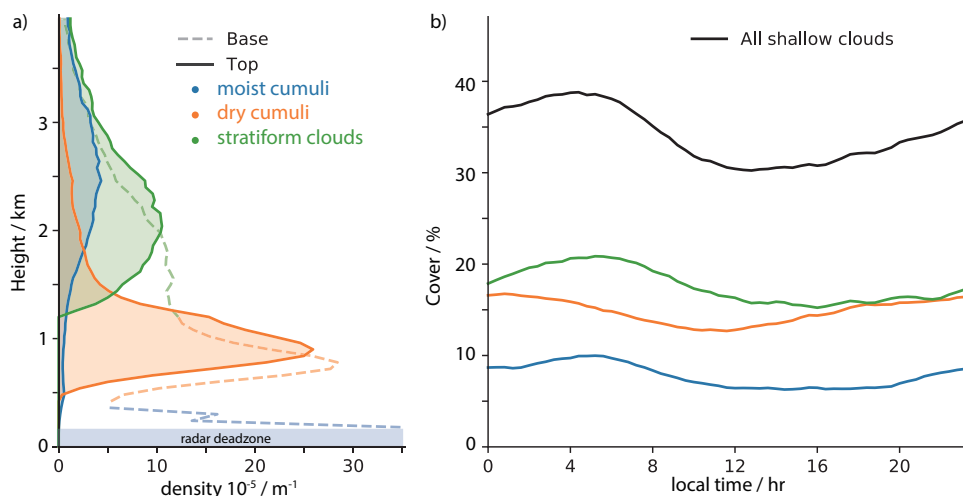 a)
Base
Top
moist cumuli
dry cumuli
stratiform clouds
Height / km
3
2
1
0
radar deadzone
0
10
20
30
density 10⁻⁵ / m⁻¹
b)
All shallow clouds
Cover / %
40
30
20
10
0
0
4
8
12
16
20
local time / hr